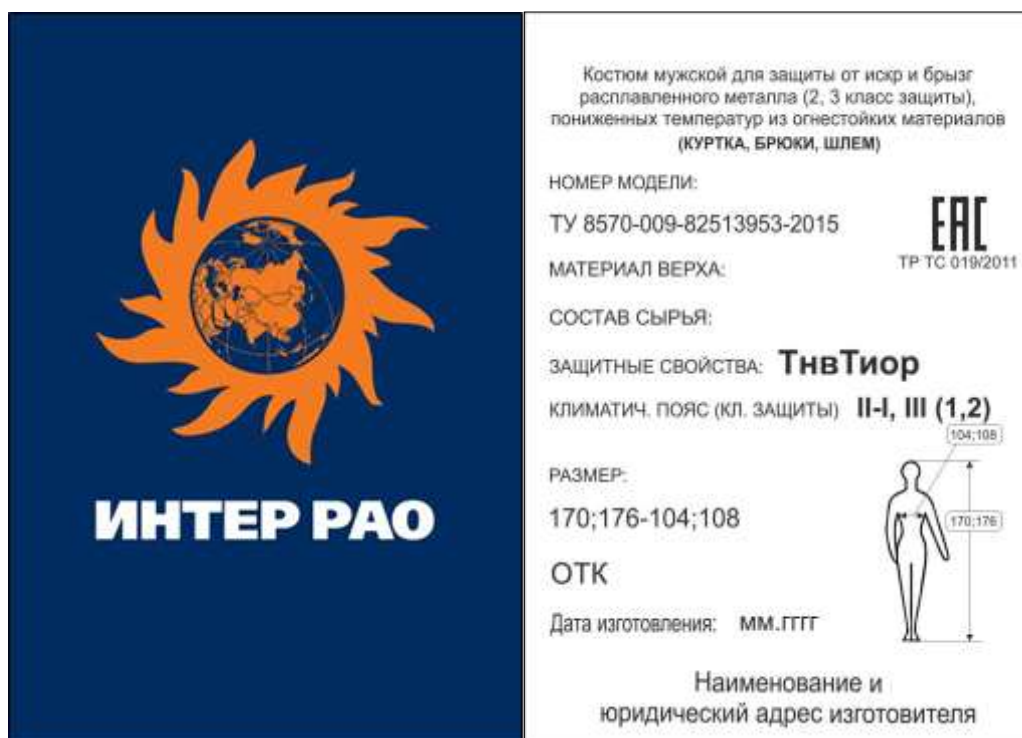 ИНТЕР РАО
Костюм мужской для защиты от искр и брызг
расплавленного металла (2, 3 класс защиты),
пониженных температур из огнестойких материалов
(КУРТКА, БРЮКИ, ШЛЕМ)
НОМЕР МОДЕЛИ:
ТУ 8570-009-82513953-2015
EAC
ТР ТС 019/2011
МАТЕРИАЛ ВЕРХА:
СОСТАВ СЫРЬЯ:
ЗАЩИТНЫЕ СВОЙСТВА: ТнвТиор
КЛИМАТИЧ. ПОЯС (КЛ. ЗАЩИТЫ) II-I, III (1,2)
104;108
РАЗМЕР:
170;176-104;108
170;176
ОТК
Дата изготовления: мм.гггг
Наименование и
юридический адрес изготовителя